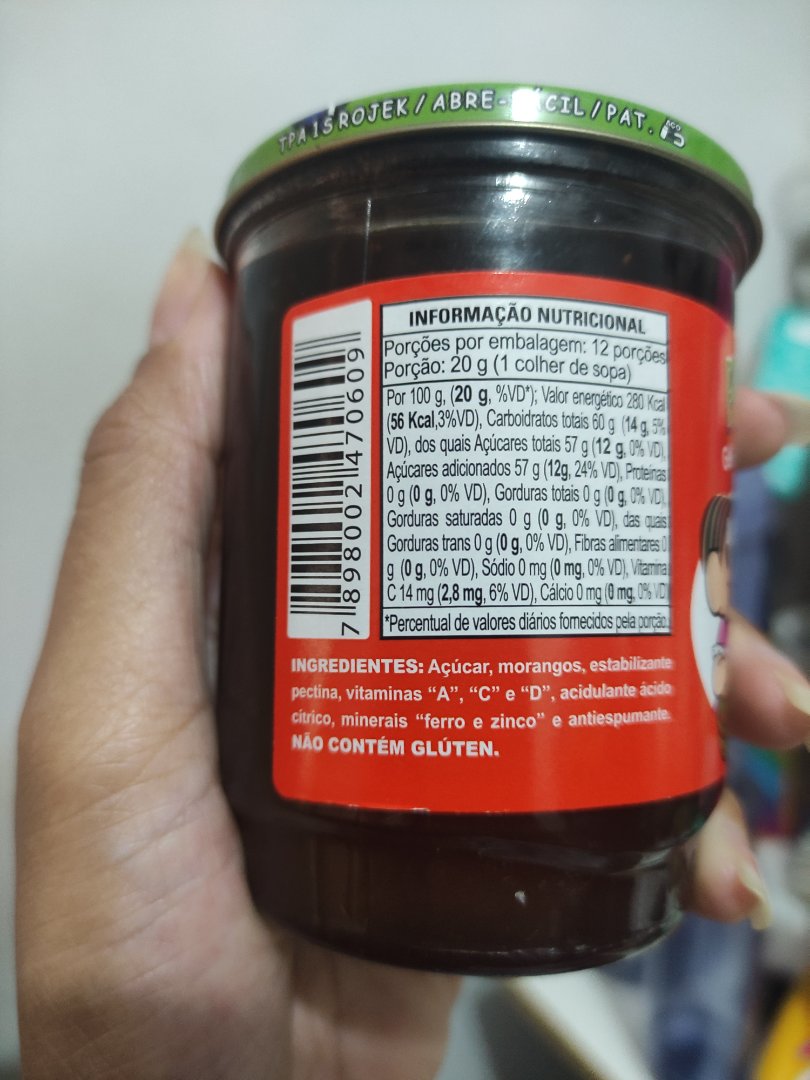 TPA 15 ROJEK / ABRE- CIL / PAT.
INFORMAÇÃO NUTRICIONAL
Porções por embalagem: 12 porções
Porção: 20 g (1 colher de sopa)
Por 100 g, (20 g, %VD*); Valor energético 280 Kcal
(56 Kcal,3%VD), Carboidratos totais 60 g (14 g, 5%
VD), dos quais Açúcares totais 57 g (12 g, 0% VD),
Açúcares adicionados 57 g (12g, 24% VD), Proteínas
0 g (0 g, 0% VD), Gorduras totais 0 g (0 g, 0% VD),
Gorduras saturadas 0 g (0 g, 0% VD), das quais
Gorduras trans 0 g (0 g, 0% VD), Fibras alimentares 0
g (0 g, 0% VD), Sódio 0 mg (0 mg, 0% VD), Vitamina
C 14 mg (2,8 mg, 6% VD), Cálcio 0 mg (0 mg, 0% VD
*Percentual de valores diários fornecidos pela porção.
7 898002 470609
INGREDIENTES: Açúcar, morangos, estabilizante
pectina, vitaminas “A”, “C” e “D”, acidulante ácido
cítrico, minerais “ferro e zinco” e antiespumante.
NÃO CONTÉM GLÚTEN.